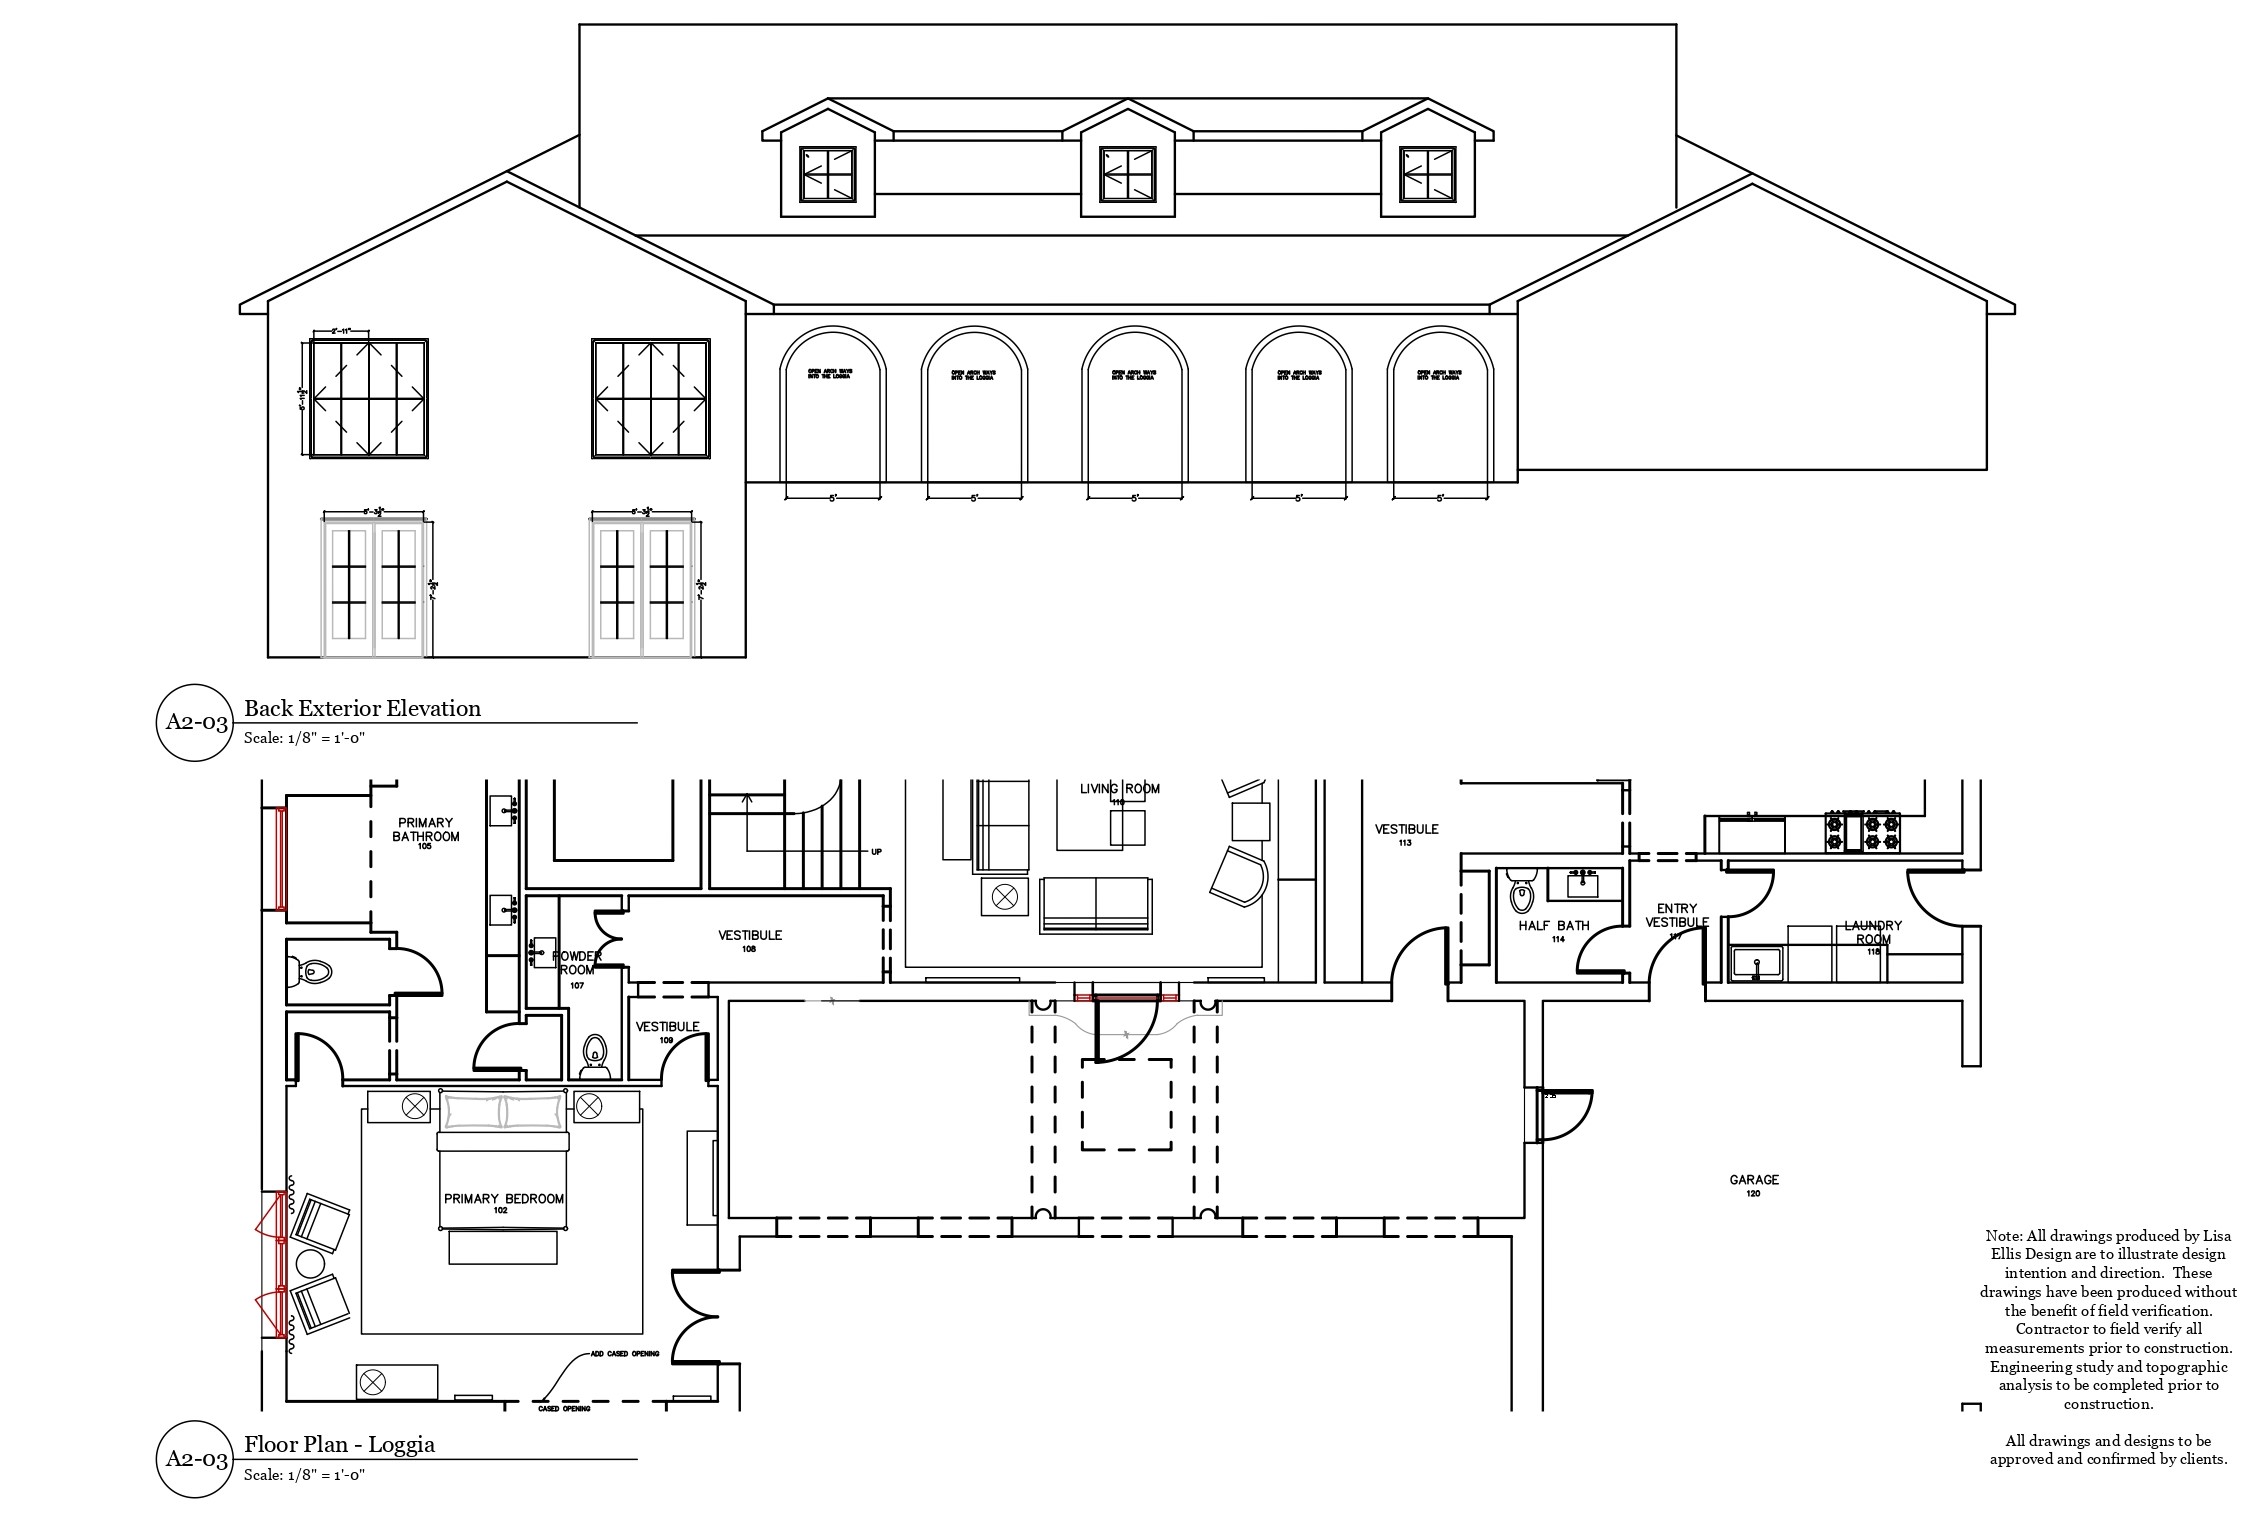 2'-11"
5'-11½"
OPEN ARCH WAYS
INTO THE LOGGIA
OPEN ARCH WAYS
INTO THE LOGGIA
OPEN ARCH WAYS
INTO THE LOGGIA
OPEN ARCH WAYS
INTO THE LOGGIA
OPEN ARCH WAYS
INTO THE LOGGIA
5'
5'
5'
5'
5'
5'-3½"
5'-3½"
7'-2½"
7'-2½"
A2-03
Back Exterior Elevation
Scale: 1/8" = 1'-0"
LIVING ROOM
110
PRIMARY
BATHROOM
105
UP
VESTIBULE
113
VESTIBULE
108
POWDER
ROOM
107
HALF BATH
114
ENTRY
VESTIBULE
117
LAUNDRY
ROOM
118
VESTIBULE
109
PRIMARY BEDROOM
102
GARAGE
120
ADD CASED OPENING
CASED OPENING
Note: All drawings produced by Lisa
Ellis Design are to illustrate design
intention and direction. These
drawings have been produced without
the benefit of field verification.
Contractor to field verify all
measurements prior to construction.
Engineering study and topographic
analysis to be completed prior to
construction.
All drawings and designs to be
approved and confirmed by clients.
A2-03
Floor Plan - Loggia
Scale: 1/8" = 1'-0"